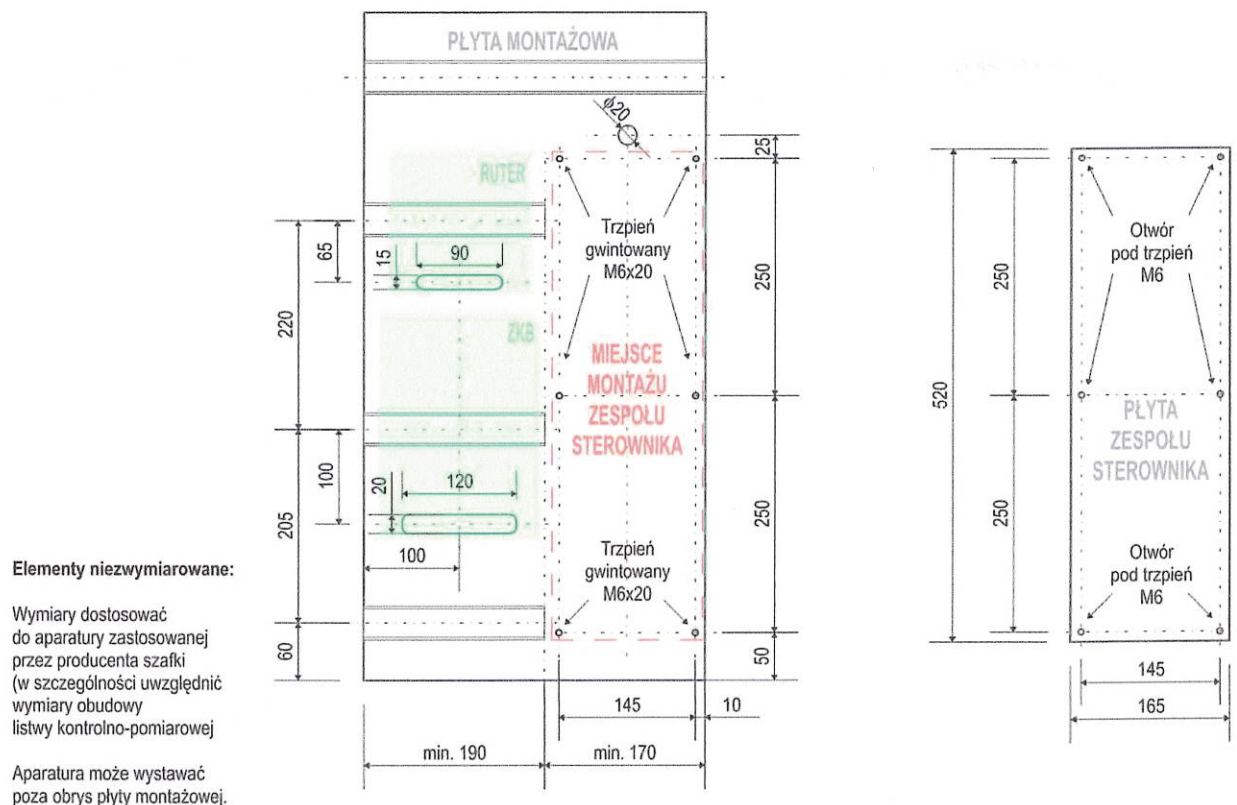 PŁYTA MONTAŻOWA
ϕ20
25
RUTER
Trzpień
gwintowany
M6x20
65
15
90
250
220
ZKB
MIEJSCE
MONTAŻU
ZESPOŁU
STEROWNIKA
100
20
120
205
100
250
Trzpień
gwintowany
M6x20
60
50
145
10
min. 190
min. 170
Otwór
pod trzpień
M6
250
520
PŁYTA
ZESPOŁU
STEROWNIKA
250
Otwór
pod trzpień
M6
145
165
Elementy niezwymiarowane:
Wymiary dostosować
do aparatury zastosowanej
przez producenta szafki
(w szczególności uwzględnić
wymiary obudowy
listwy kontrolno-pomiarowej
Aparatura może wystawać
poza obrys płyty montażowej.